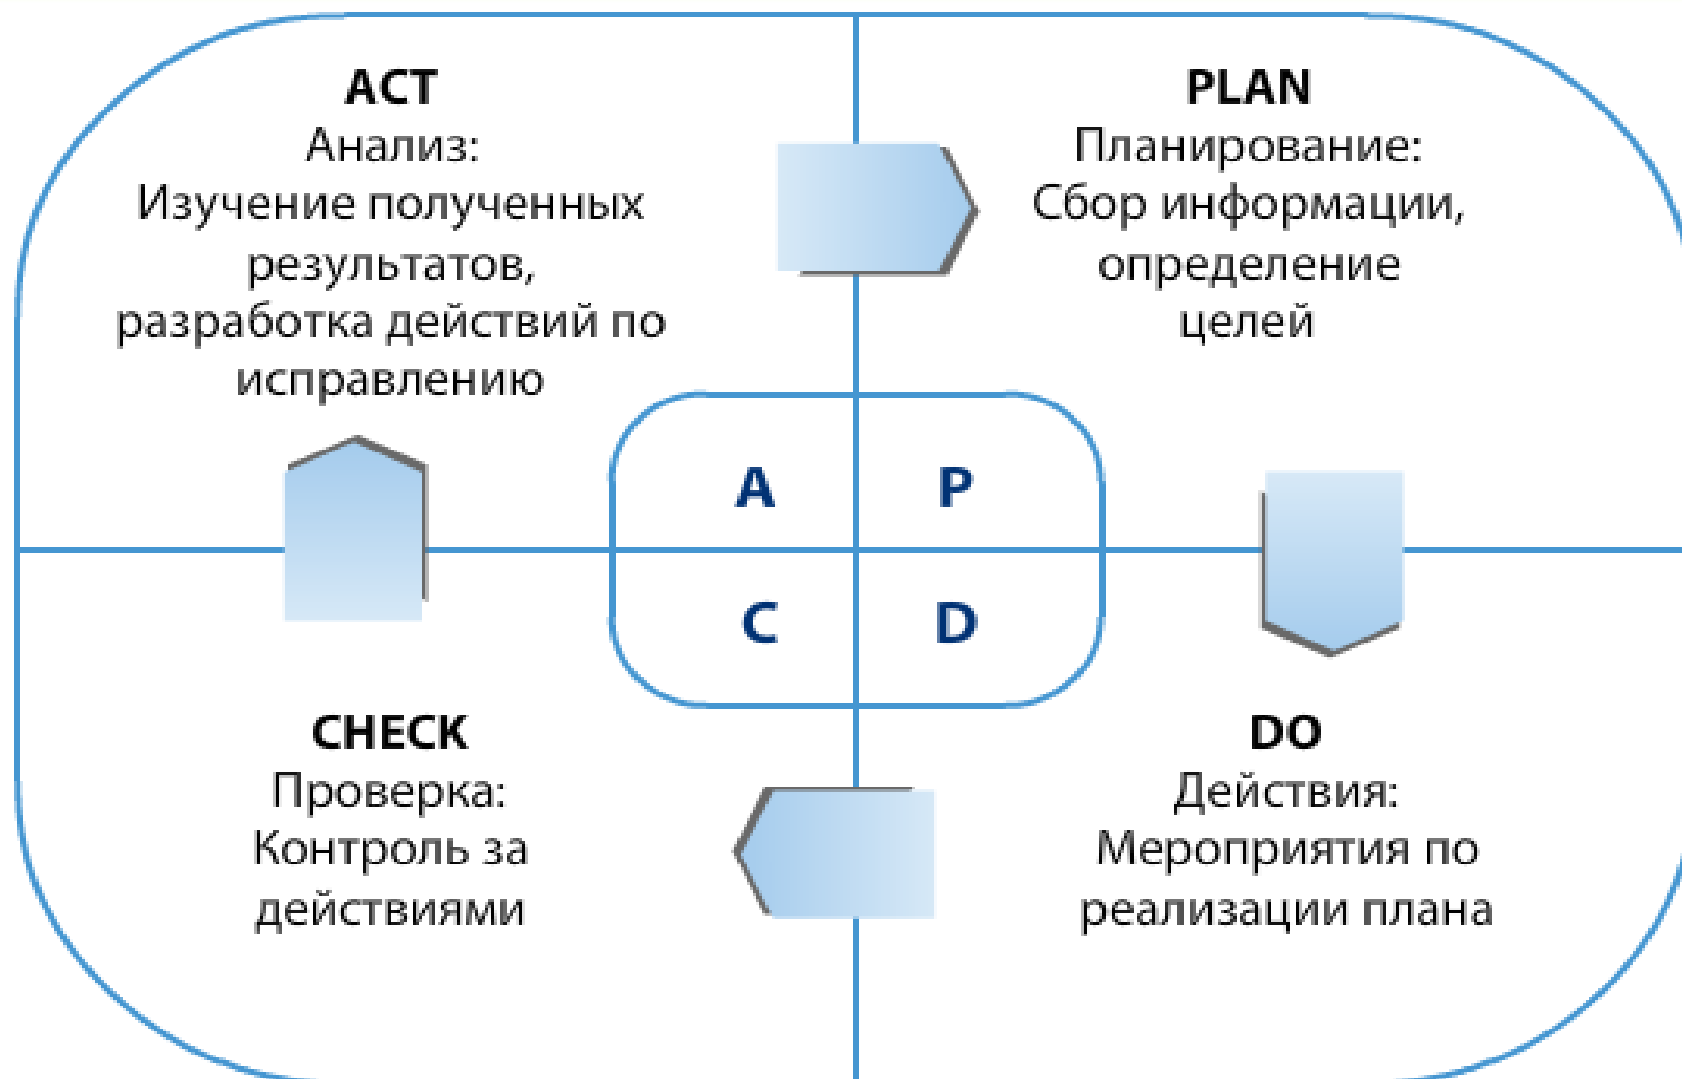 ACT
Анализ:
Изучение полученных
результатов,
разработка действий по
исправлению
PLAN
Планирование:
Сбор информации,
определение
целей
A
P
C
D
CHECK
Проверка:
Контроль за
действиями
DO
Действия:
Мероприятия по
реализации плана